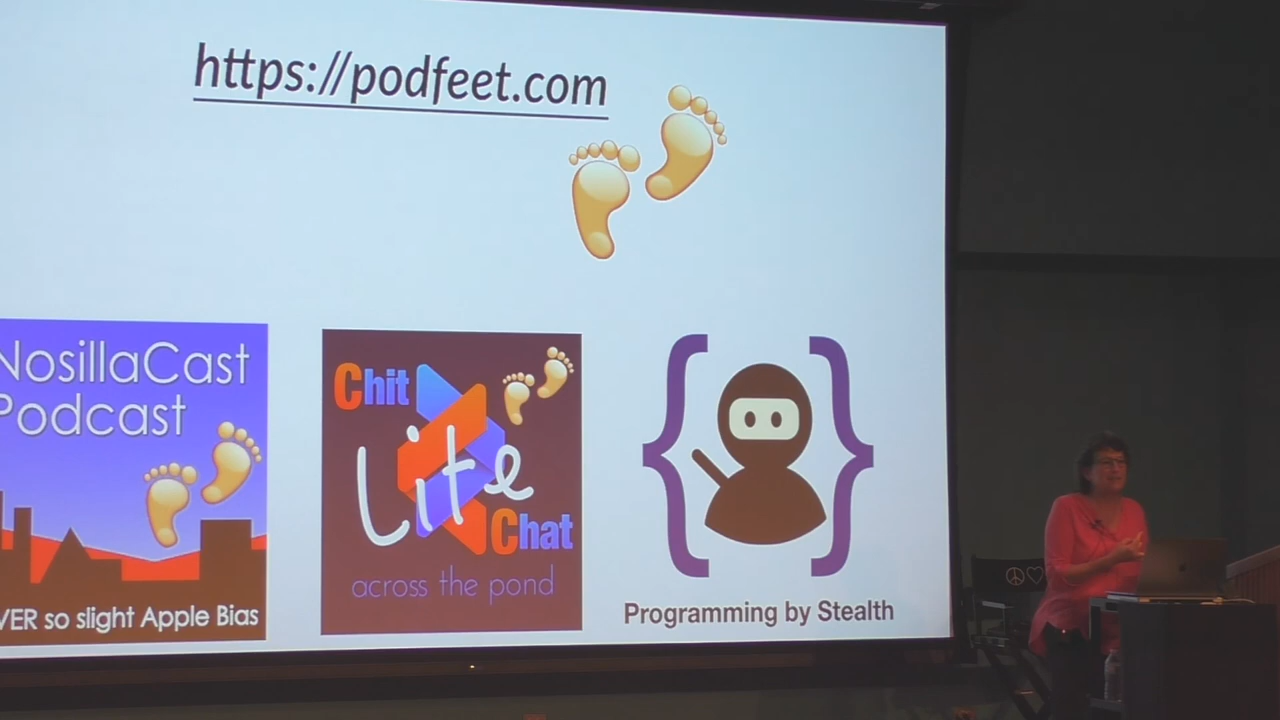 https://podfeet.com
NosillaCast
Podcast
VER so slight Apple Bias
Chit
Lite
Chat
across the pond
Programming by Stealth